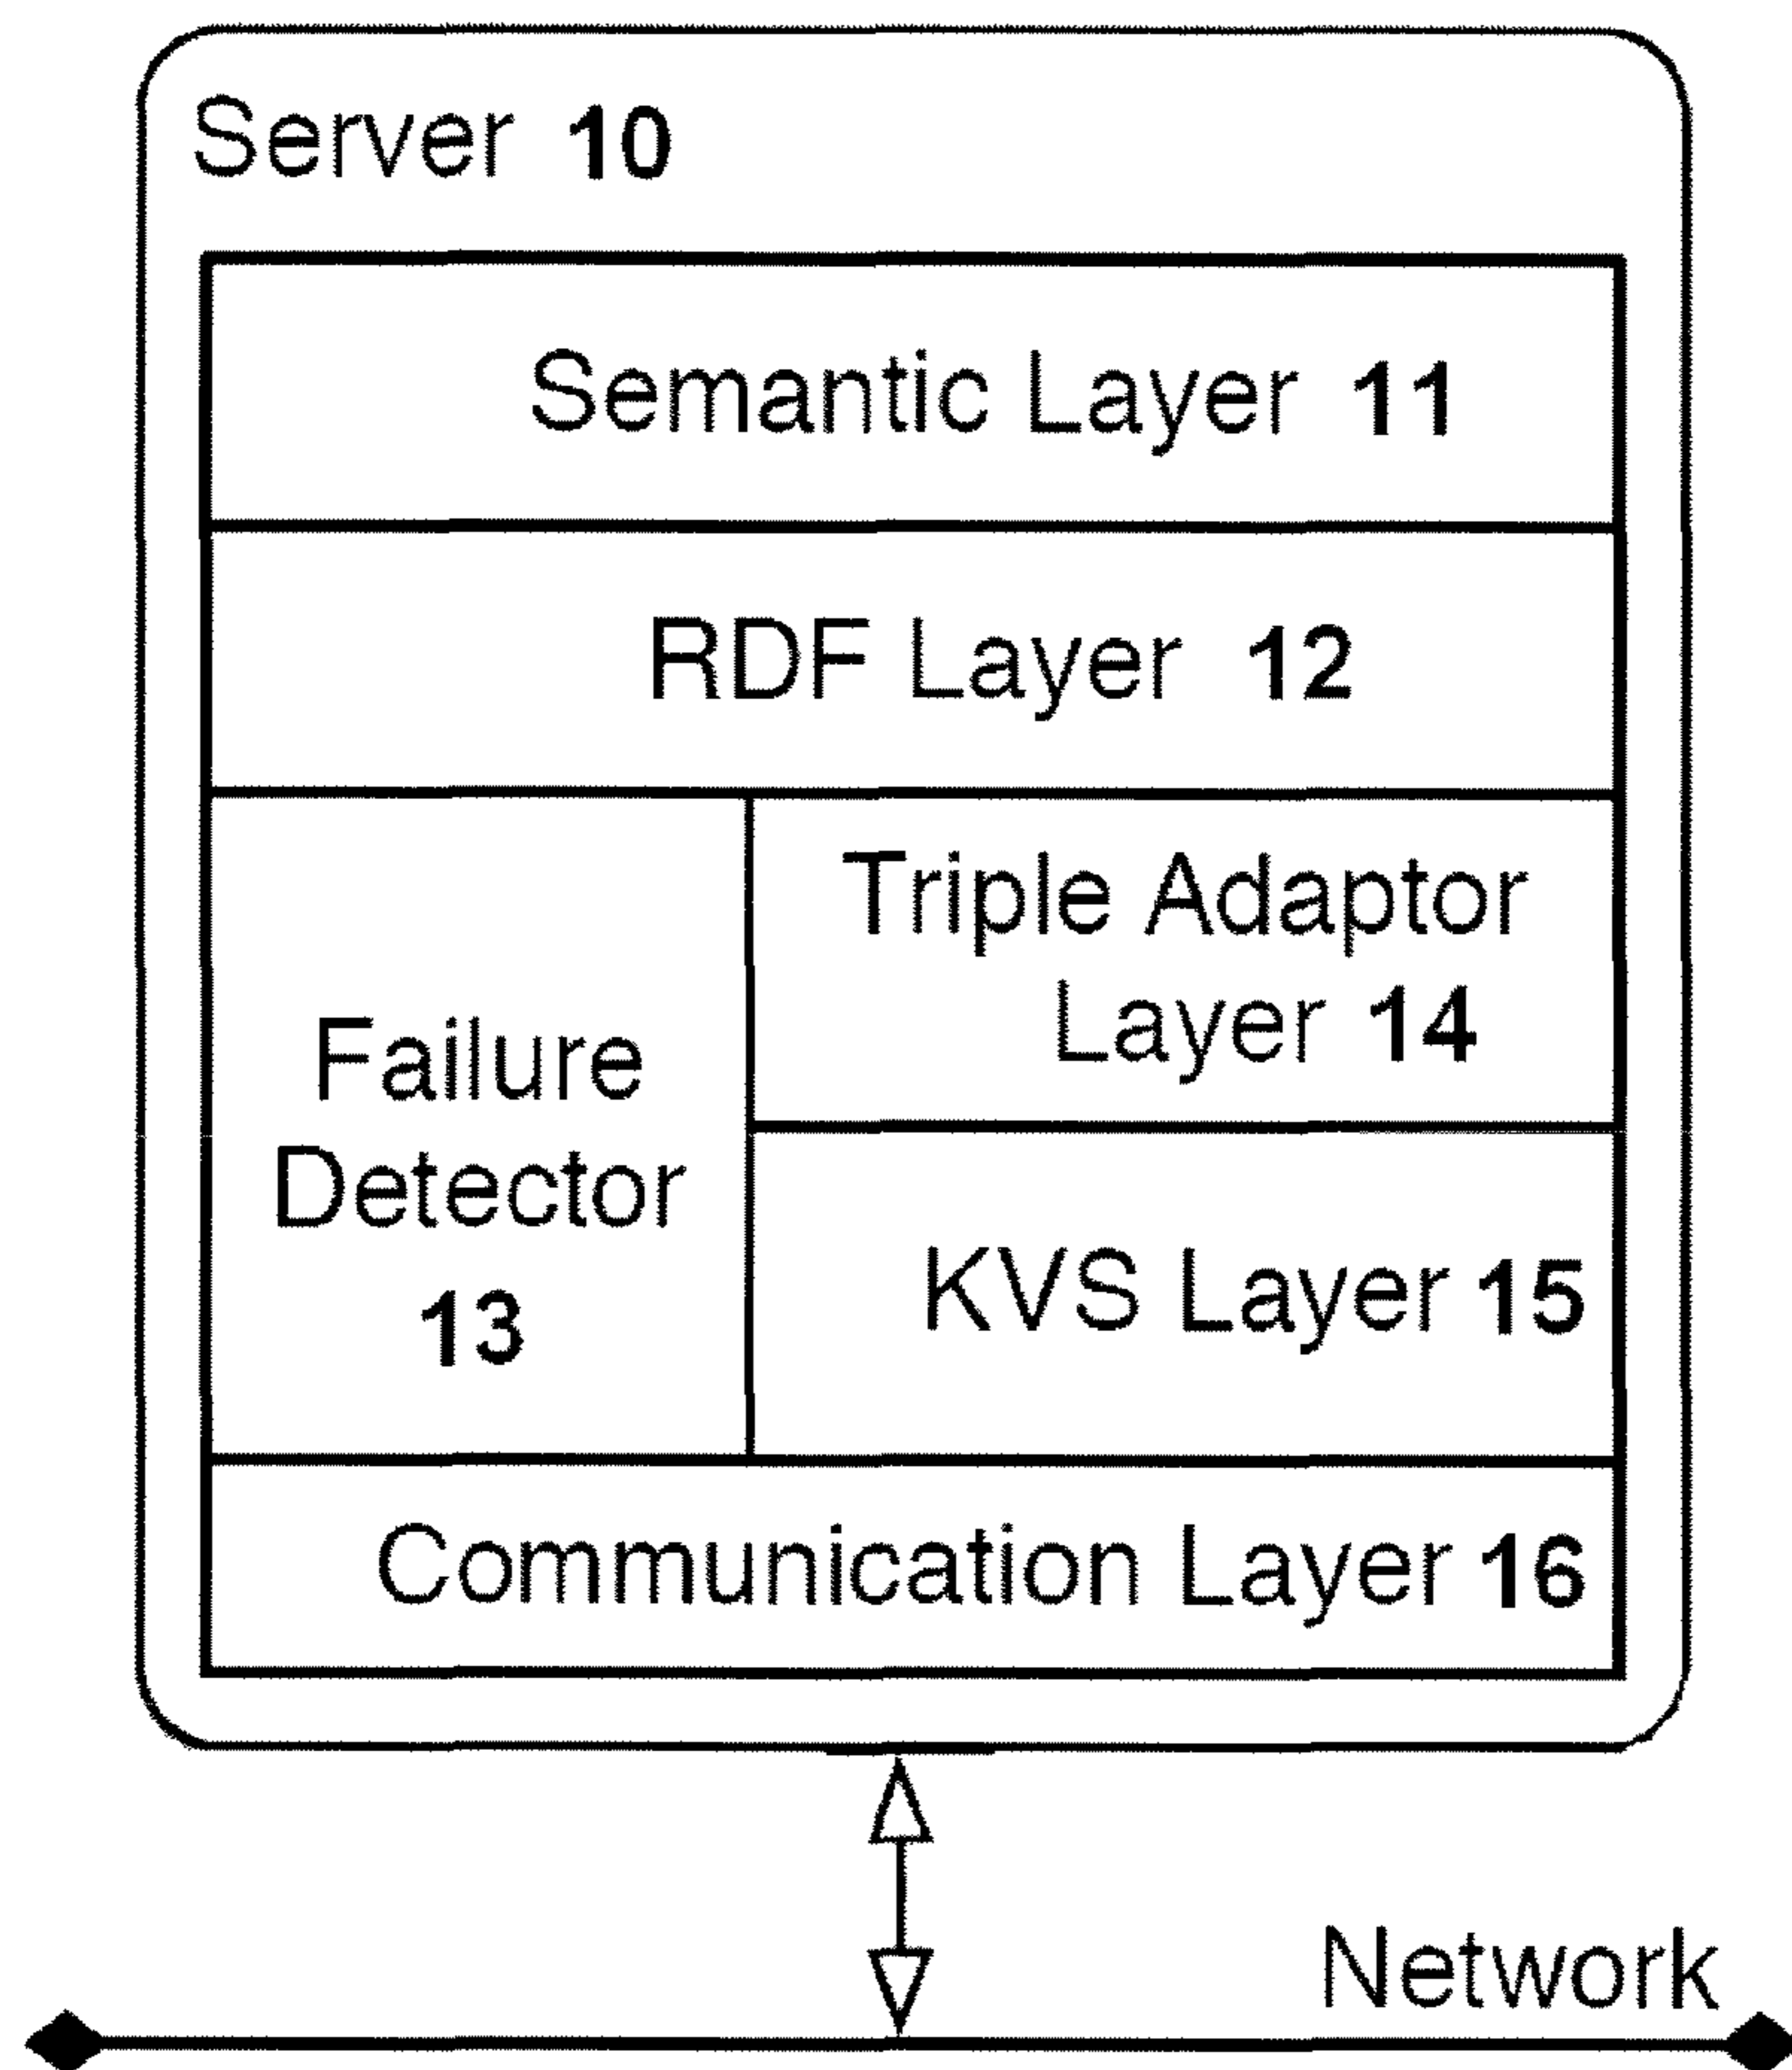 Server 10
Semantic Layer 11
RDF Layer 12
Failure
Detector
13
Triple Adaptor
Layer 14
KVS Layer 15
Communication Layer 16
Network